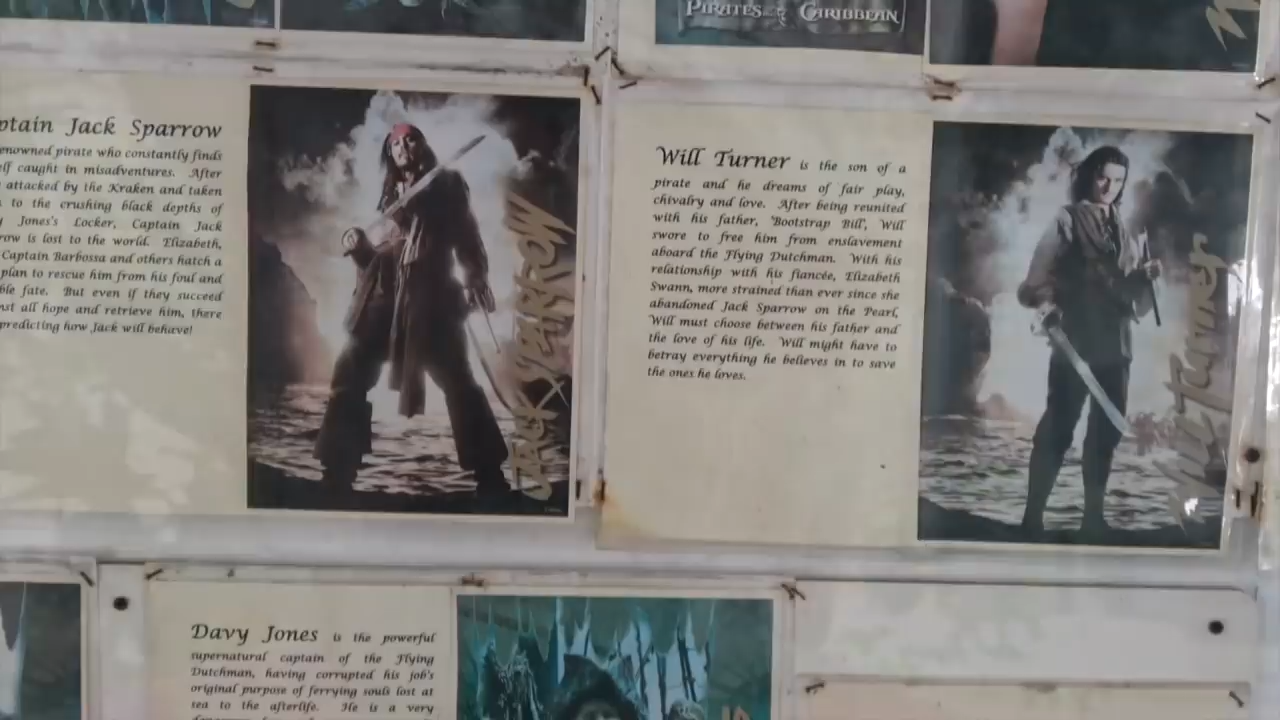 PIRATES of the CARIBBEAN
ptain Jack Sparrow
enowned pirate who constantly finds
elf caught in misadventures. After
attacked by the Kraken and taken
to the crushing black depths of
y Jones's Locker, Captain Jack
row is lost to the world. Elizabeth,
Captain Barbossa and others hatch a
plan to rescue him from his foul and
ble fate. But even if they succeed
nst all hope and retrieve him, there
predicting how Jack will behave!
JACK SPARROW
Will Turner is the son of a
pirate and he dreams of fair play,
chivalry and love. After being reunited
with his father, 'Bootstrap Bill', Will
swore to free him from enslavement
aboard the Flying Dutchman. With his
relationship with his fiancée, Elizabeth
Swann, more strained than ever since she
abandoned Jack Sparrow on the Pearl,
Will must choose between his father and
the love of his life. Will might have to
betray everything he believes in to save
the ones he loves.
Will Turner
Davy Jones is the powerful
supernatural captain of the Flying
Dutchman, having corrupted his job's
original purpose of ferrying souls lost at
sea to the afterlife. He is a very